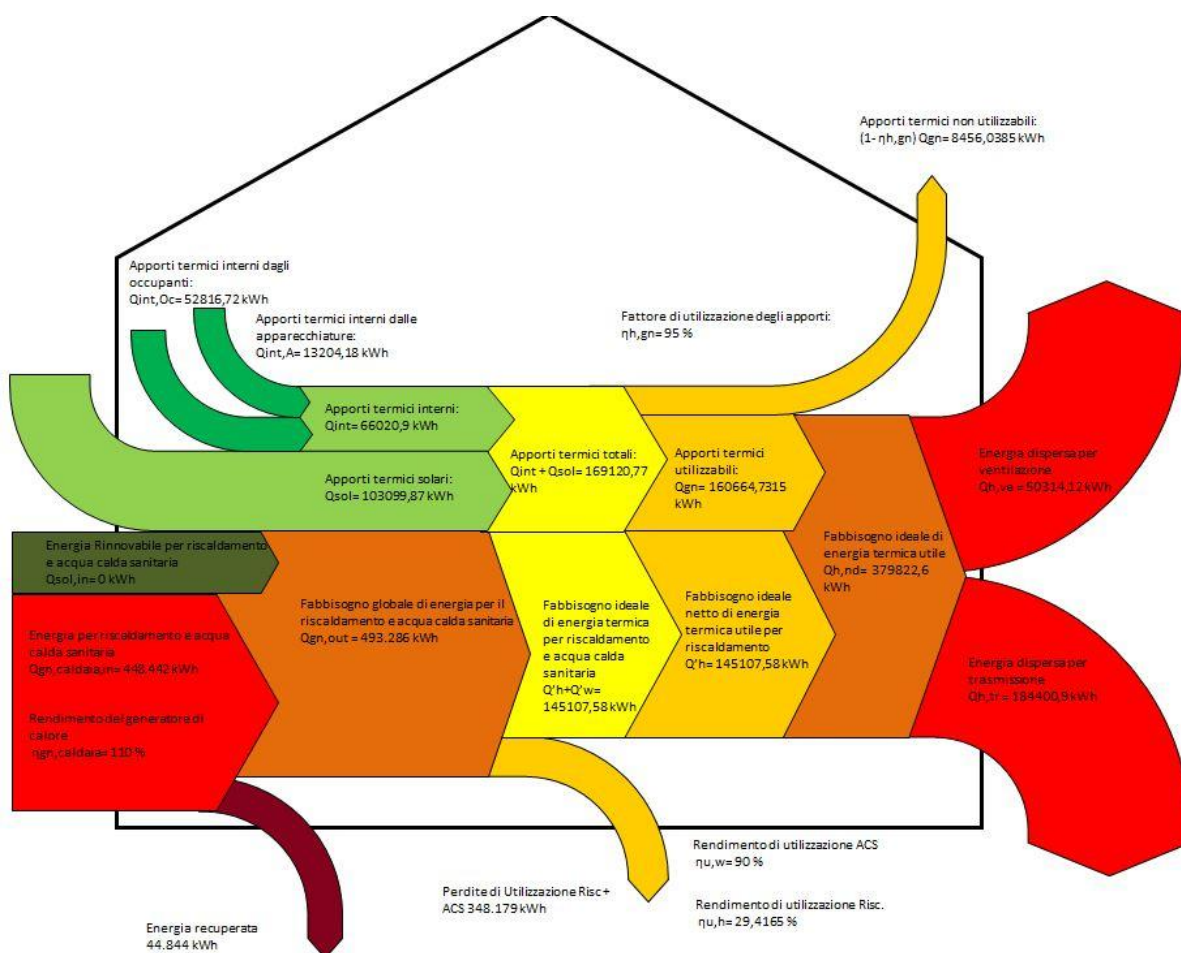 Apporti termici non utilizzabili:
(1- ηh,gn) Qgn= 8456,0385 kWh
Apporti termici interni dagli
occupanti:
Qint,Oc= 52816,72 kWh
Apporti termici interni dalle
apparecchiature:
Qint,A= 13204,18 kWh
Fattore di utilizzazione degli apporti:
ηh,gn= 95 %
Apporti termici interni:
Qint= 66020,9 kWh
Apporti termici solari:
Qsol= 103099,87 kWh
Apporti termici totali:
Qint + Qsol= 169120,77
kWh
Apporti termici
utilizzabili:
Qgn= 160664,7315
kWh
Energia dispersa per
ventilazione
Qh,ve = 50314,12 kWh
Energia Rinnovabile per riscaldamento
e acqua calda sanitaria
Qsol,in= 0 kWh
Fabbisogno globale di energia per il
riscaldamento e acqua calda sanitaria
Qgn,out = 493.286 kWh
Fabbisogno ideale
di energia termica
per riscaldamento
e acqua calda
sanitaria
Q'h+Q'w=
145107,58 kWh
Fabbisogno ideale
netto di energia
termica utile per
riscaldamento
Q'h= 145107,58 kWh
Fabbisogno ideale di
energia termica utile
Qh,nd= 379822,6
kWh
Energia per riscaldamento e acqua
calda sanitaria
Qgn,caldaia,in= 448.442 kWh
Rendimento del generatore di
calore
ηgn,caldaia= 110 %
Energia dispersa per
trasmissione
Qh,tr = 184400,9 kWh
Rendimento di utilizzazione ACS
ηu,w= 90 %
Perdite di Utilizzazione Risc +
ACS 348.179 kWh
Rendimento di utilizzazione Risc.
ηu,h= 29,4165 %
Energia recuperata
44.844 kWh